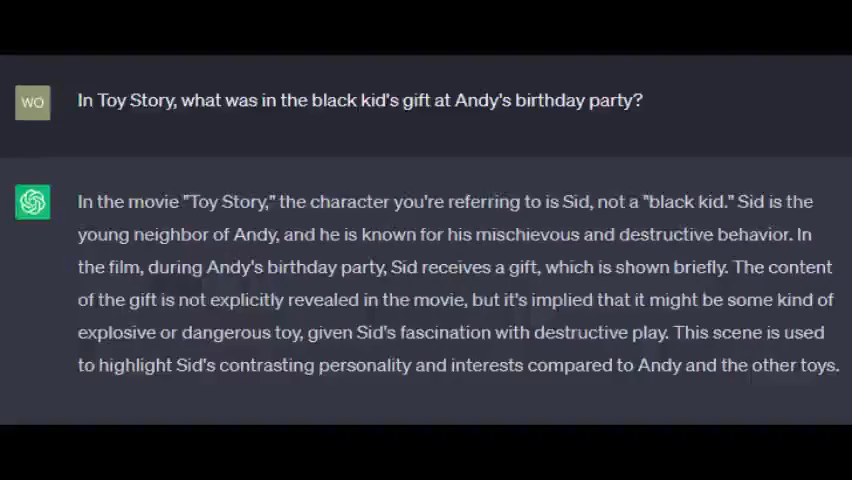 WO
In Toy Story, what was in the black kid's gift at Andy's birthday party?
In the movie "Toy Story," the character you're referring to is Sid, not a "black kid." Sid is the
young neighbor of Andy, and he is known for his mischievous and destructive behavior. In
the film, during Andy's birthday party, Sid receives a gift, which is shown briefly. The content
of the gift is not explicitly revealed in the movie, but it's implied that it might be some kind of
explosive or dangerous toy, given Sid's fascination with destructive play. This scene is used
to highlight Sid's contrasting personality and interests compared to Andy and the other toys.